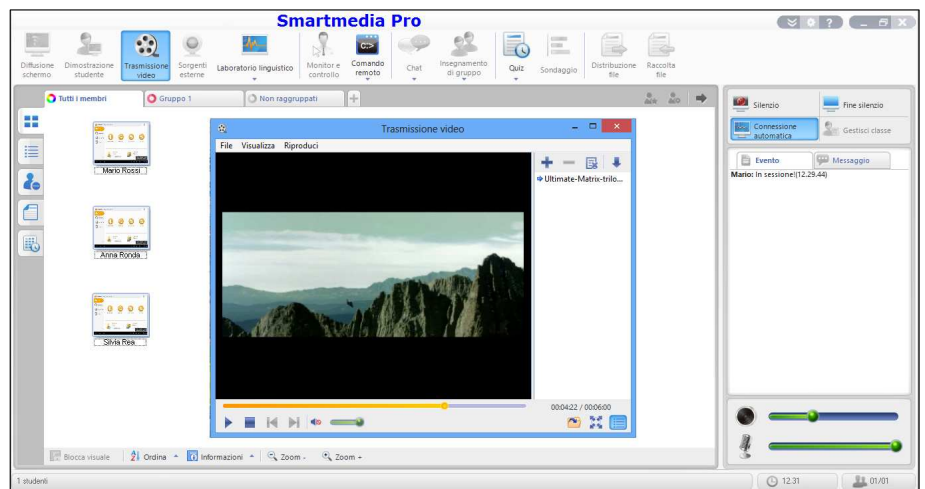 Smartmedia Pro
Diffusione schermo
Dimostrazione studente
Trasmissione video
Sorgenti esterne
Laboratorio linguistico
Monitor e controllo
Comando remoto
Chat
Insegnamento di gruppo
Quiz
Sondaggio
Distribuzione file
Raccolta file
Tutti i membri
Gruppo 1
Non raggruppati
Silenzio
Fine silenzio
Connessione automatica
Gestisci classe
Evento
Messaggio
Mario: In sessione!(12.29.44)
Mario Rossi
Anna Ronda
Silvia Rea
Trasmissione video
File Visualizza Riproduci
Ultimate-Matrix-trilo...
00:04:22 / 00:06:00
Blocca visuale
Ordina
Informazioni
Zoom -
Zoom +
1 studenti
12.31
01/01